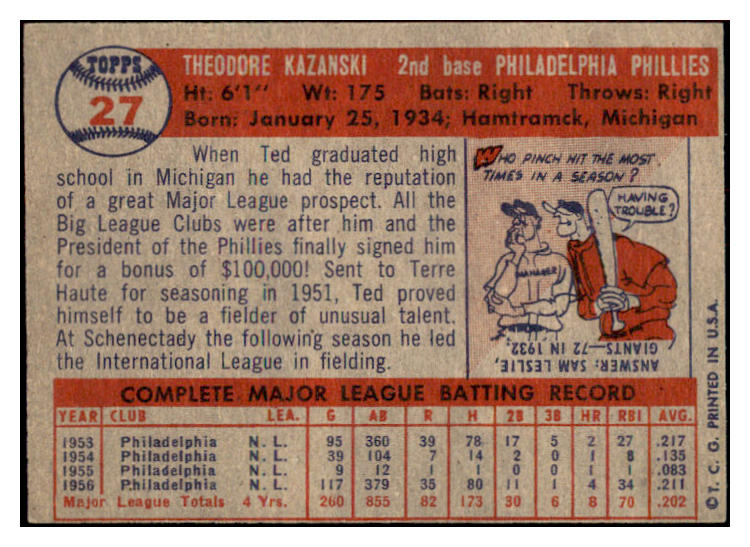 TOPPS
27
THEODORE KAZANSKI 2nd base PHILADELPHIA PHILLIES
Ht: 6'1" Wt: 175 Bats: Right Throws: Right
Born: January 25, 1934; Hamtramck, Michigan
When Ted graduated high
school in Michigan he had the reputation
of a great Major League prospect. All the
Big League Clubs were after him and the
President of the Phillies finally signed him
for a bonus of $100,000! Sent to Terre
Haute for seasoning in 1951, Ted proved
himself to be a fielder of unusual talent.
At Schenectady the following season he led
the International League in fielding.
WHO PINCH HIT THE MOST
TIMES IN A SEASON?
HAVING
TROUBLE?
MANAGER
ANSWER: SAM LESLIE,
GIANTS—72 IN 1932.
COMPLETE MAJOR LEAGUE BATTING RECORD
YEAR CLUB LEA. G AB R H 2B 3B HR RBI AVG.
1953 Philadelphia N. L. 95 360 39 78 17 5 2 27 .217
1954 Philadelphia N. L. 39 104 7 14 2 0 1 8 .135
1955 Philadelphia N. L. 9 12 1 1 0 0 1 1 .083
1956 Philadelphia N. L. 117 379 35 80 11 1 4 34 .211
Major League Totals 4 Yrs. 260 855 82 173 30 6 8 70 .202
© T. C. G. PRINTED IN U.S.A.